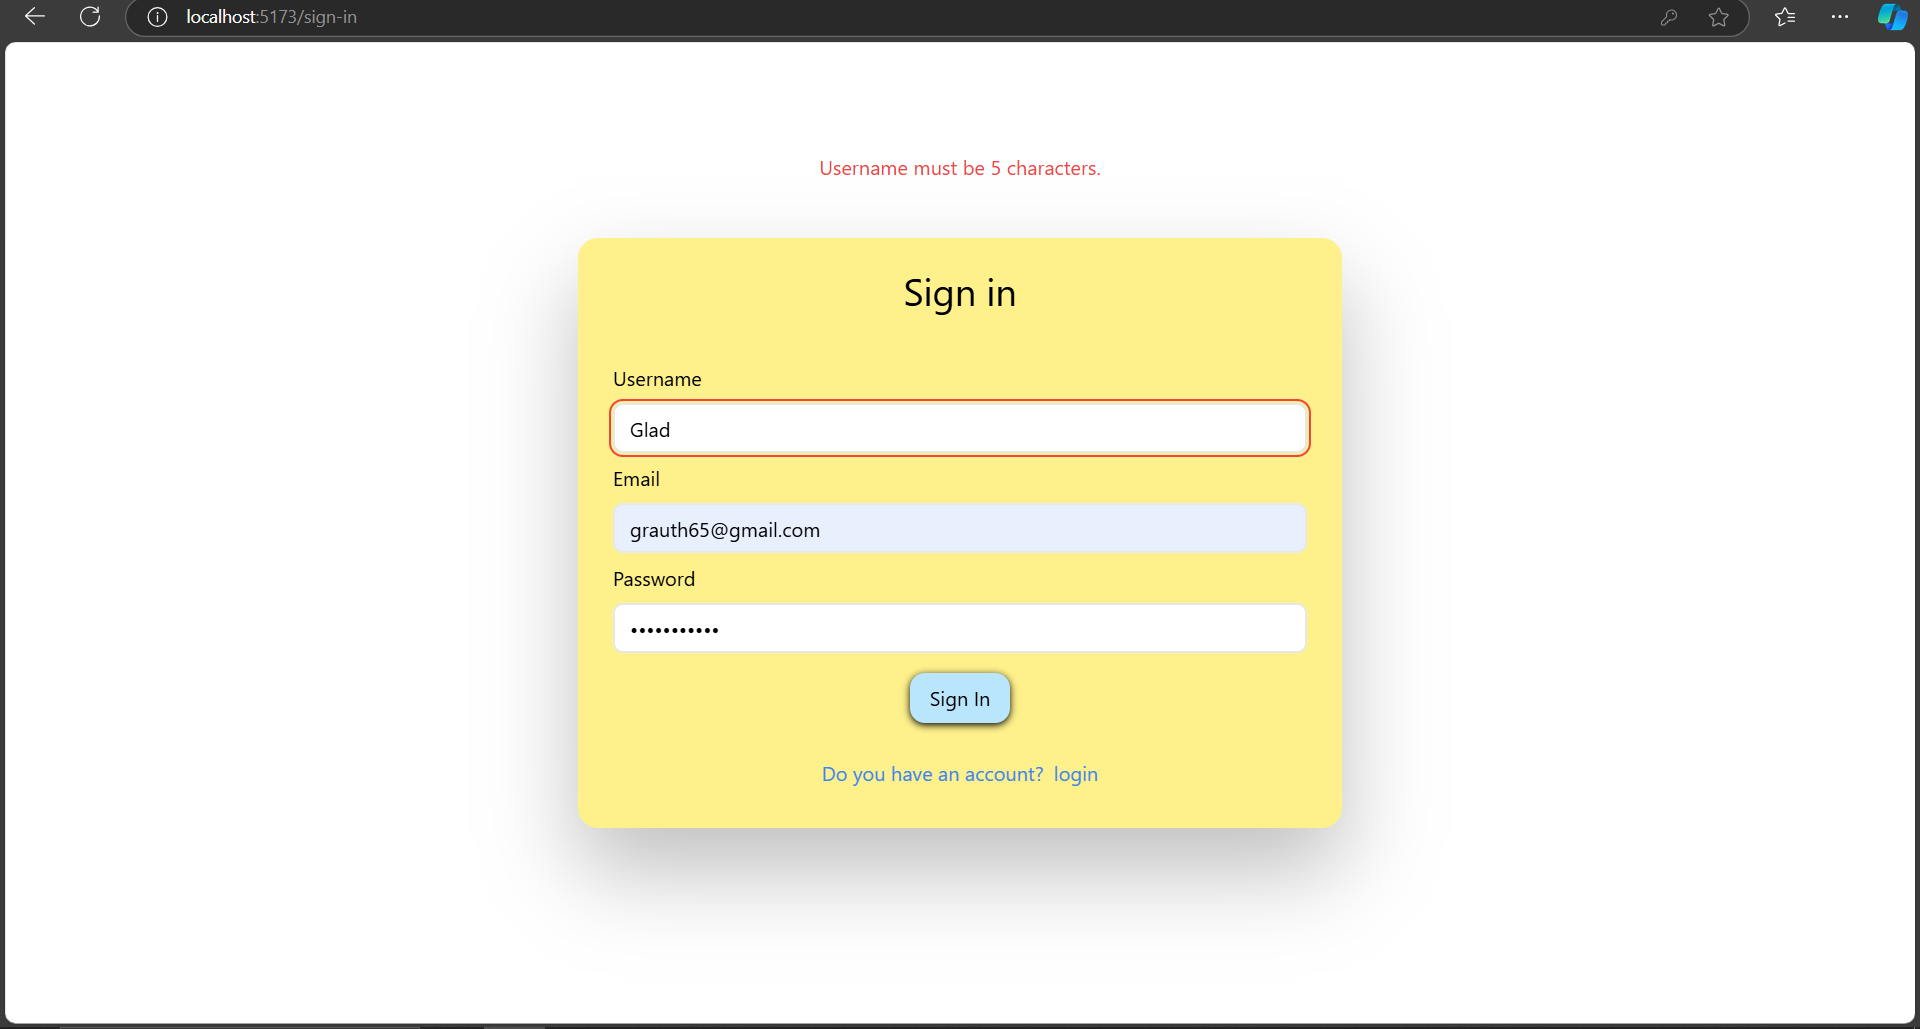 localhost:5173/sign-in
Username must be 5 characters.
Sign in
Username
Glad
Email
grauth65@gmail.com
Password
•••••••••••
Sign In
Do you have an account? login